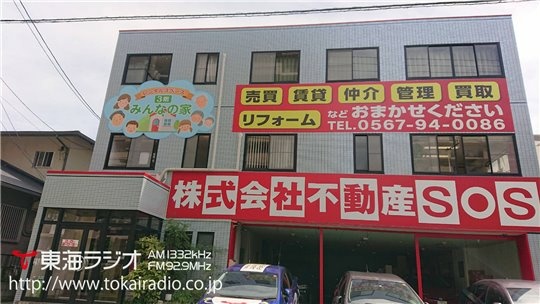 3階
みんなの家
売買 賃貸 仲介 管理 買取
リフォーム など おまかせください
TEL.0567-94-0086
株式会社不動産SOS
東海ラジオ AM1332kHz
FM92.9MHz
http://www.tokairadio.co.jp